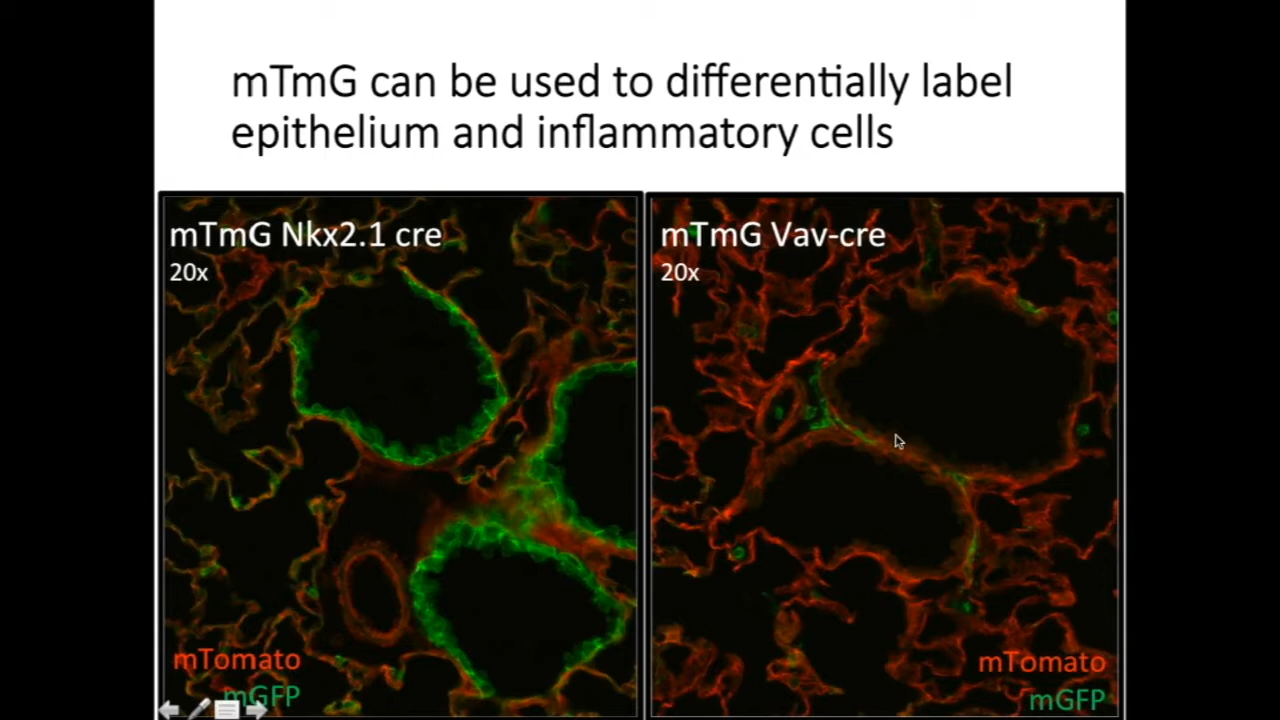 mTmG can be used to differentially label
epithelium and inflammatory cells
mTmG Nkx2.1 cre
20x
mTomato
mGFP
mTmG Vav-cre
20x
mTomato
mGFP